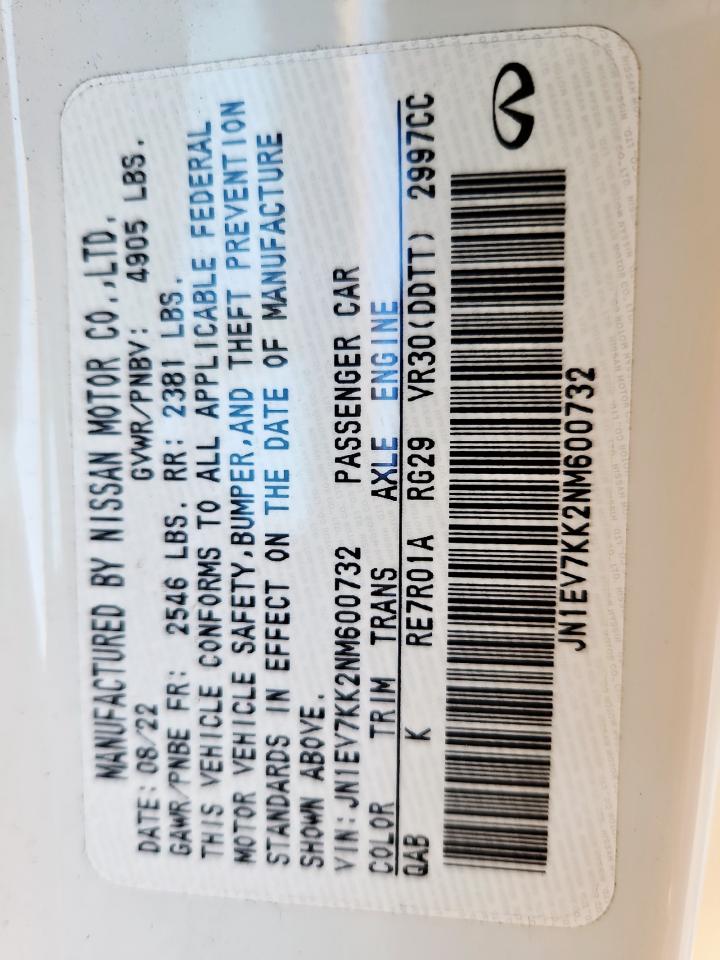 MANUFACTURED BY NISSAN MOTOR CO.,LTD.
DATE: 08/22 GVWR/PNBV: 4905 LBS.
GAWR/PNBE FR: 2546 LBS. RR: 2381 LBS.
THIS VEHICLE CONFORMS TO ALL APPLICABLE FEDERAL
MOTOR VEHICLE SAFETY,BUMPER,AND THEFT PREVENTION
STANDARDS IN EFFECT ON THE DATE OF MANUFACTURE
SHOWN ABOVE.
VIN:JN1EV7KK2NM600732 PASSENGER CAR
COLOR TRIM TRANS AXLE ENGINE
QAB K RE7R01A RG29 VR30(DDTT) 2997CC
JN1EV7KK2NM600732